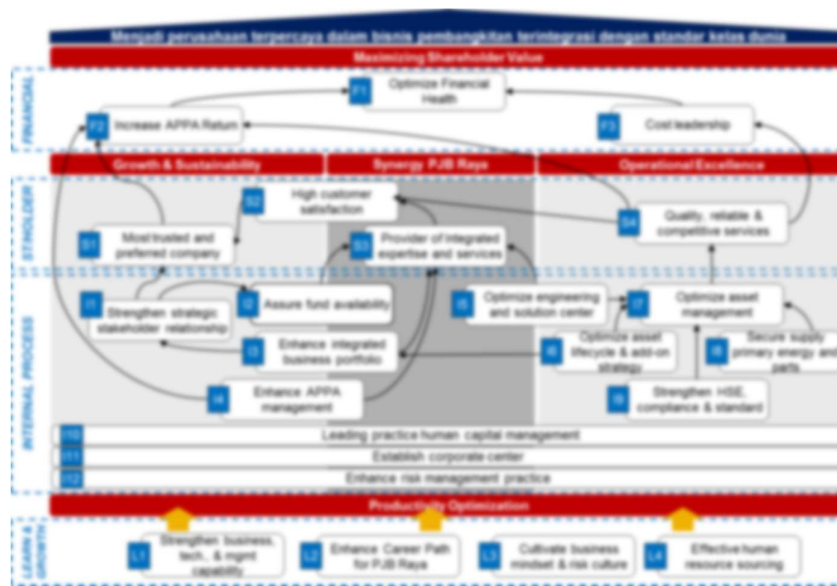 Menjadi perusahaan terpercaya dalam bisnis pembangkitan terintegrasi dengan standar kelas dunia
Maximizing Shareholder Value
FINANCIAL
F1
Optimize Financial
Health
F2
Increase APPA Return
F3
Cost leadership
Growth & Sustainability
Synergy PJB Raya
Operational Excellence
ST.HOLDER
S2
High customer
satisfaction
S1
Most trusted and
preferred company
S3
Provider of integrated
expertise and services
S4
Quality, reliable &
competitive services
INTERNAL PROCESS
I1
Strengthen strategic
stakeholder relationship
I2
Assure fund availability
I5
Optimize engineering
and solution center
I7
Optimize asset
management
I3
Enhance integrated
business portfolio
I6
Optimize asset
lifecycle & add-on
strategy
I8
Secure supply
primary energy and
parts
I4
Enhance APPA
management
I9
Strengthen HSE,
compliance & standard
I10
Leading practice human capital management
I11
Establish corporate center
I12
Enhance risk management practice
Productivity Optimization
LEARN &
GROWTH
L1
Strengthen business,
tech., & mgmt
capability
L2
Enhance Career Path
for PJB Raya
L3
Cultivate business
mindset & risk culture
L4
Effective human
resource sourcing